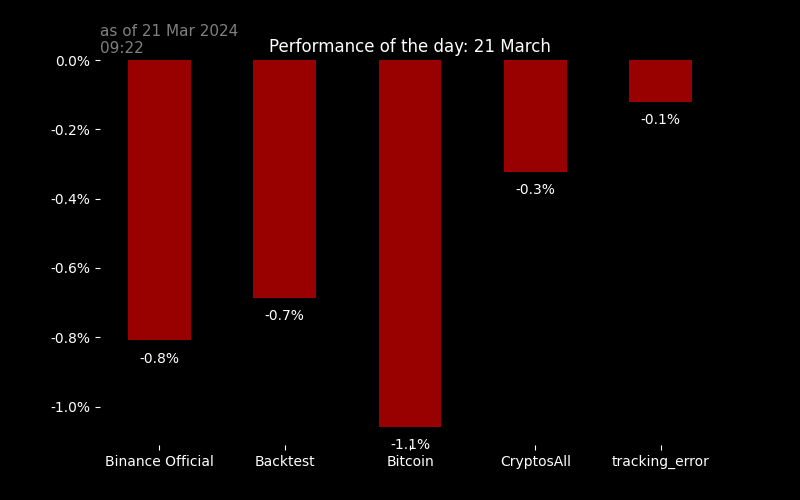 as of 21 Mar 2024
09:22
Performance of the day: 21 March
0.0%
-0.2%
-0.4%
-0.6%
-0.8%
-1.0%
-0.8%
-0.7%
-1.1%
-0.3%
-0.1%
Binance Official
Backtest
Bitcoin
CryptosAll
tracking_error